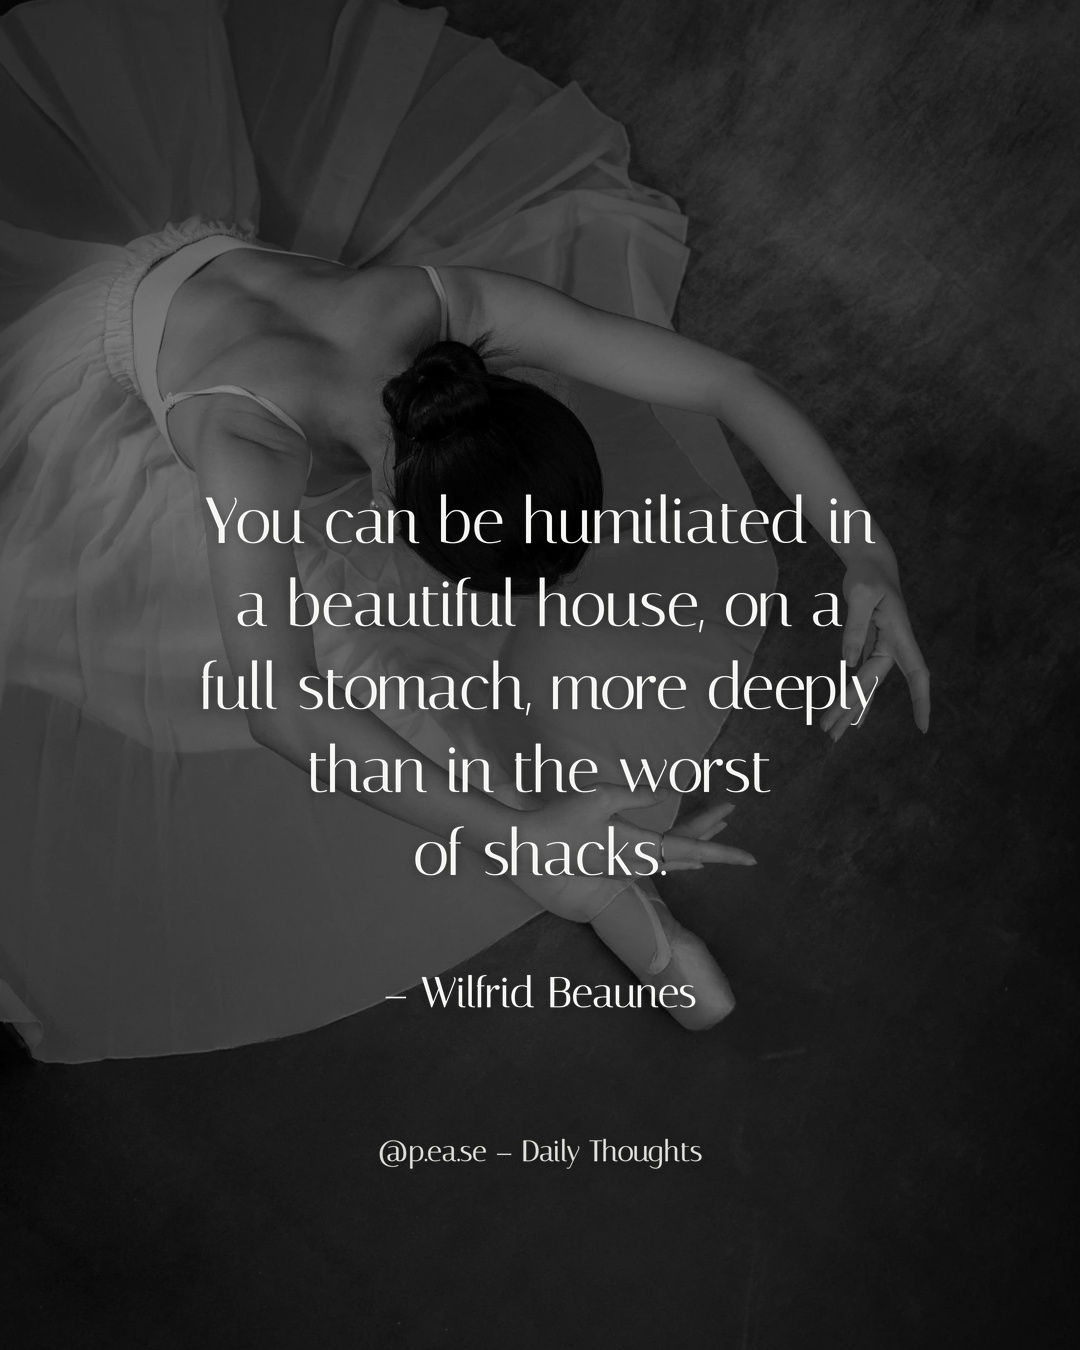 You can be humiliated in
a beautiful house, on a
full stomach, more deeply
than in the worst
of shacks.
– Wilfrid Beaunes
@p.ea.se – Daily Thoughts